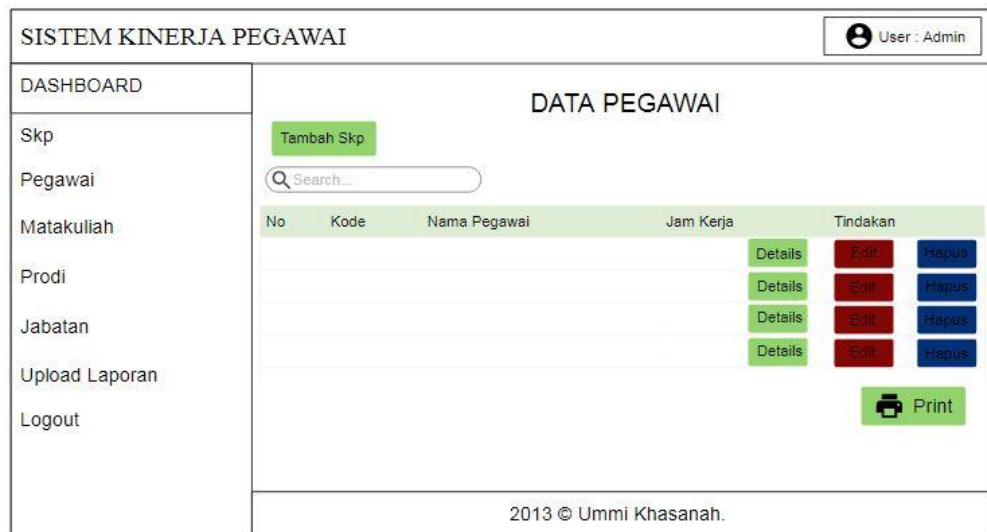 SISTEM KINERJA PEGAWAI
User : Admin
DASHBOARD
Skp
Pegawai
Matakuliah
Prodi
Jabatan
Upload Laporan
Logout
DATA PEGAWAI
Tambah Skp
Search...
No Kode Nama Pegawai Jam Kerja Tindakan
Details Edit Hapus
Details Edit Hapus
Details Edit Hapus
Details Edit Hapus
Print
2013 © Ummi Khasanah.